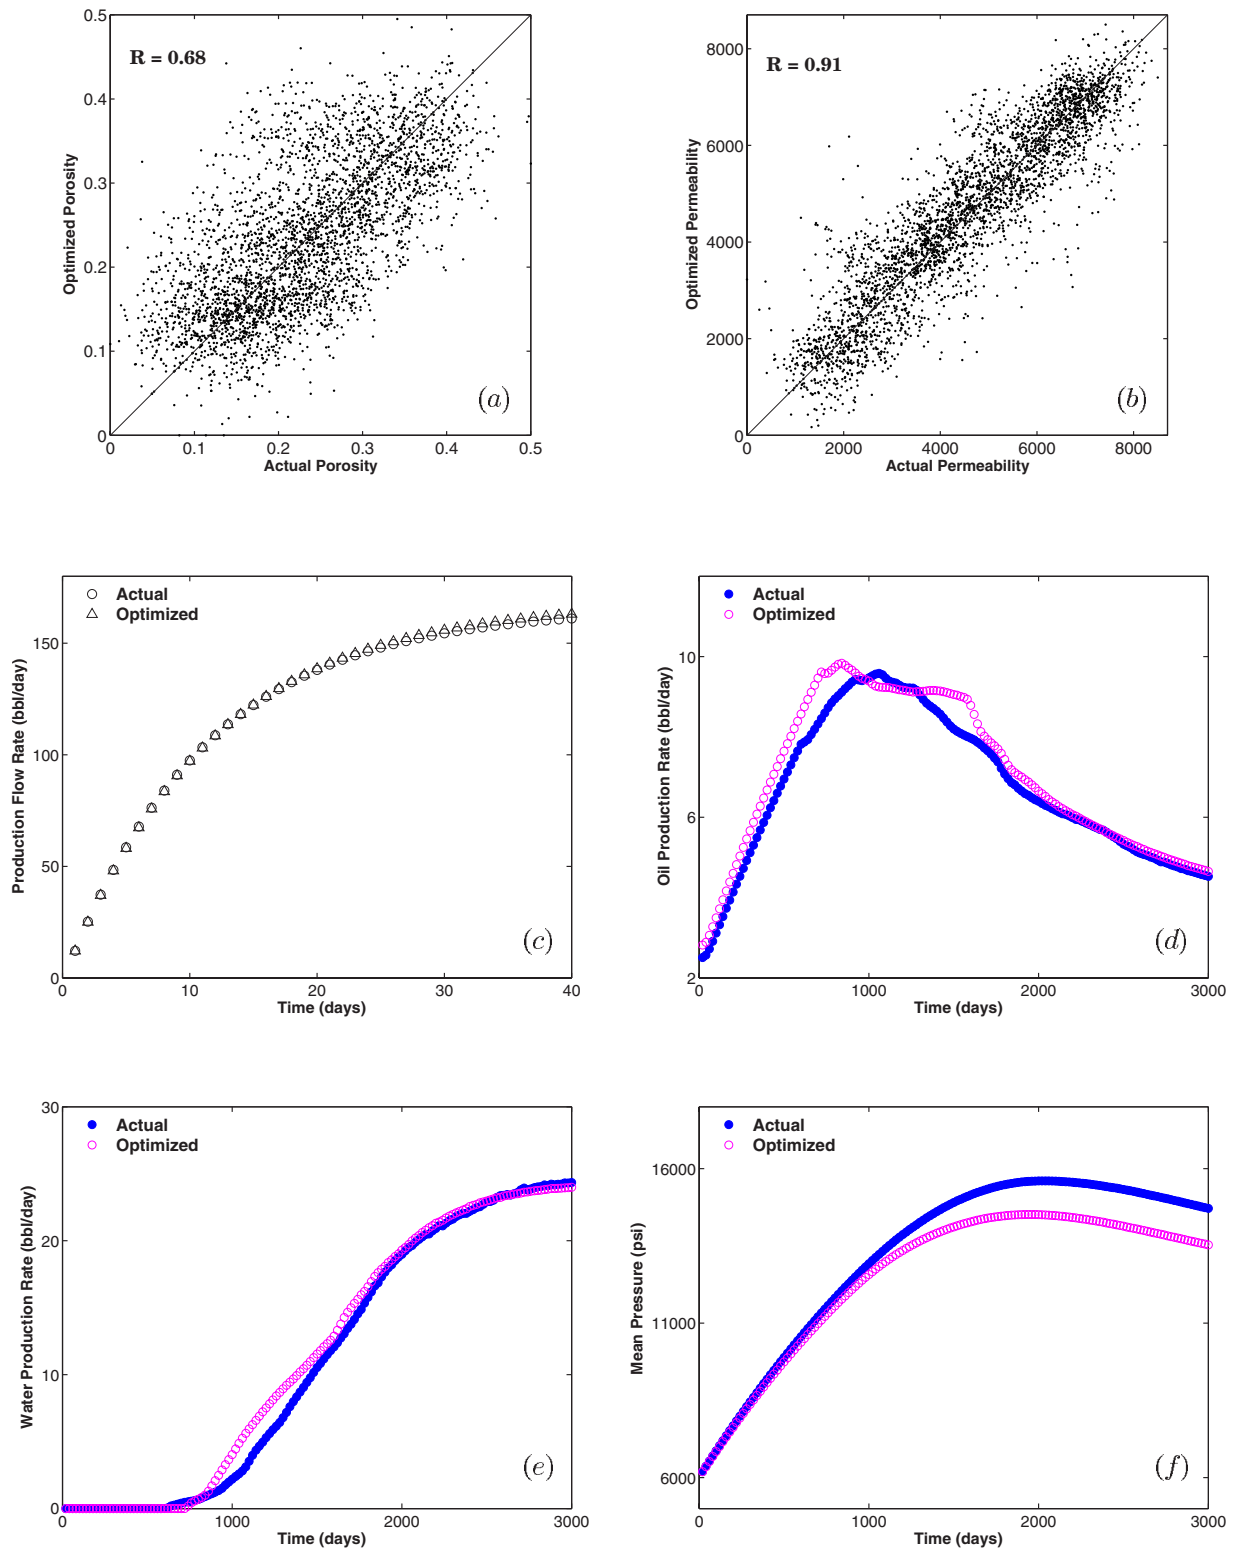 0.5
0.4
0.3
0.2
0.1
0
R = 0.68
Optimized Porosity
(a)
0.1 0.2 0.3 0.4 0.5
Actual Porosity
8000
6000
4000
2000
0
R = 0.91
Optimized Permeability
(b)
0 2000 4000 6000 8000
Actual Permeability
150
100
50
0
Actual
Optimized
Production Flow Rate (bbl/day)
(c)
0 10 20 30 40
Time (days)
10
6
2
Actual
Optimized
Oil Production Rate (bbl/day)
(d)
0 1000 2000 3000
Time (days)
30
20
10
0
Actual
Optimized
Water Production Rate (bbl/day)
(e)
0 1000 2000 3000
Time (days)
16000
11000
6000
Actual
Optimized
Mean Pressure (psi)
(f)
0 1000 2000 3000
Time (days)